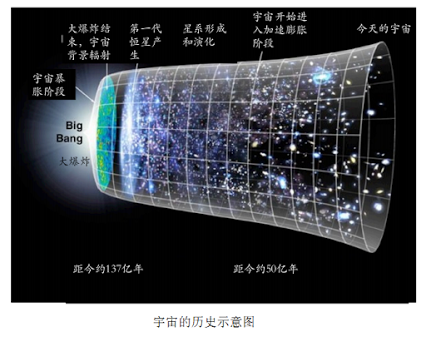 大爆炸结
束，宇宙
背景辐射
第一代
恒星产
生
星系形成
和演化
宇宙开始进
入加速膨胀
阶段
今天的宇宙
宇宙暴
胀阶段
Big
Bang
大爆炸
距今约137亿年
距今约50亿年
宇宙的历史示意图